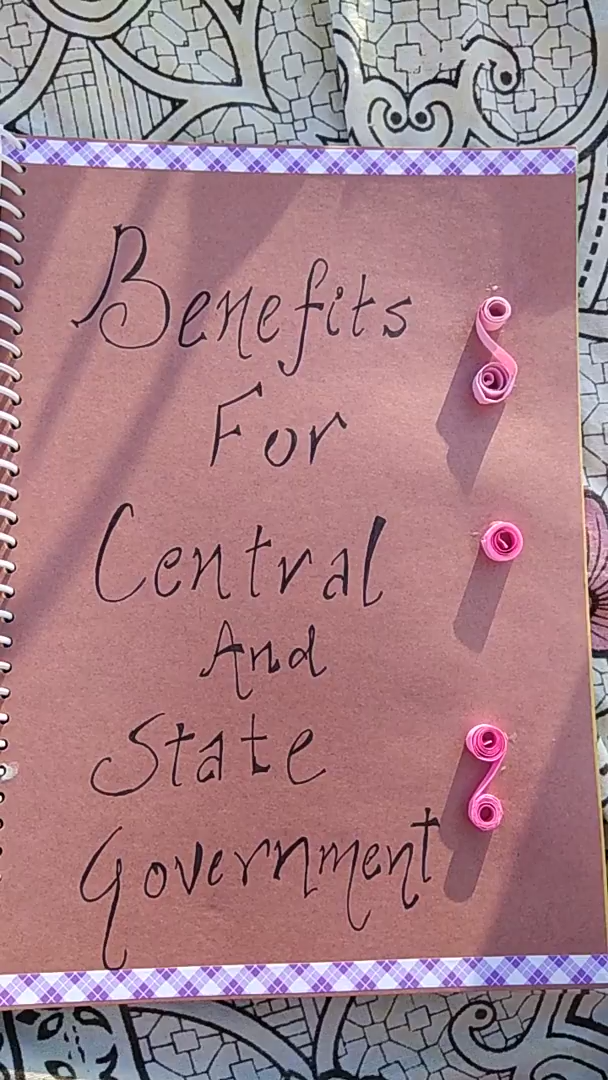 Benefits
For
Central
And
State
Government